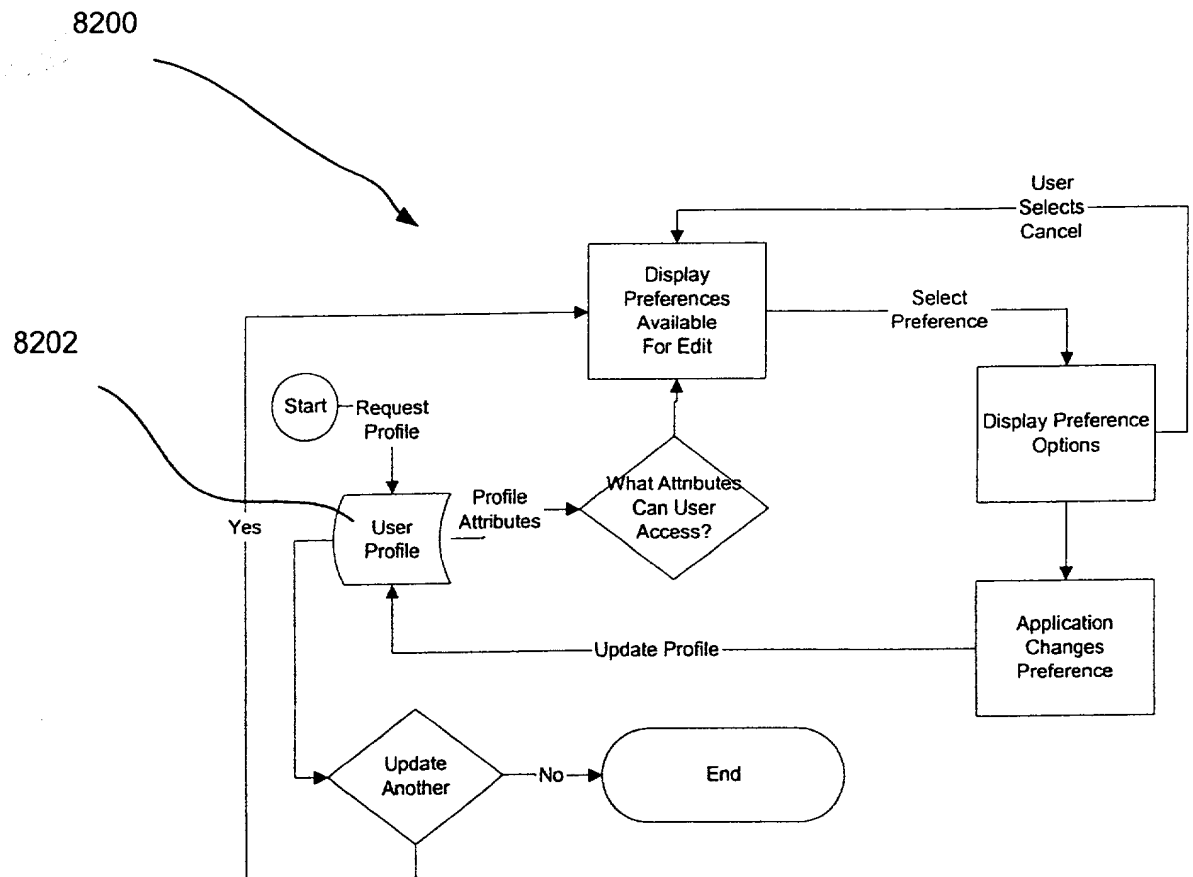 8200
User
Selects
Cancel
Display
Preferences
Available
For Edit
Select
Preference
8202
Start
Request
Profile
Display Preference
Options
What Attributes
Can User
Access?
Profile
Attributes
User
Profile
Yes
Application
Changes
Preference
Update Profile
Update
Another
No
End